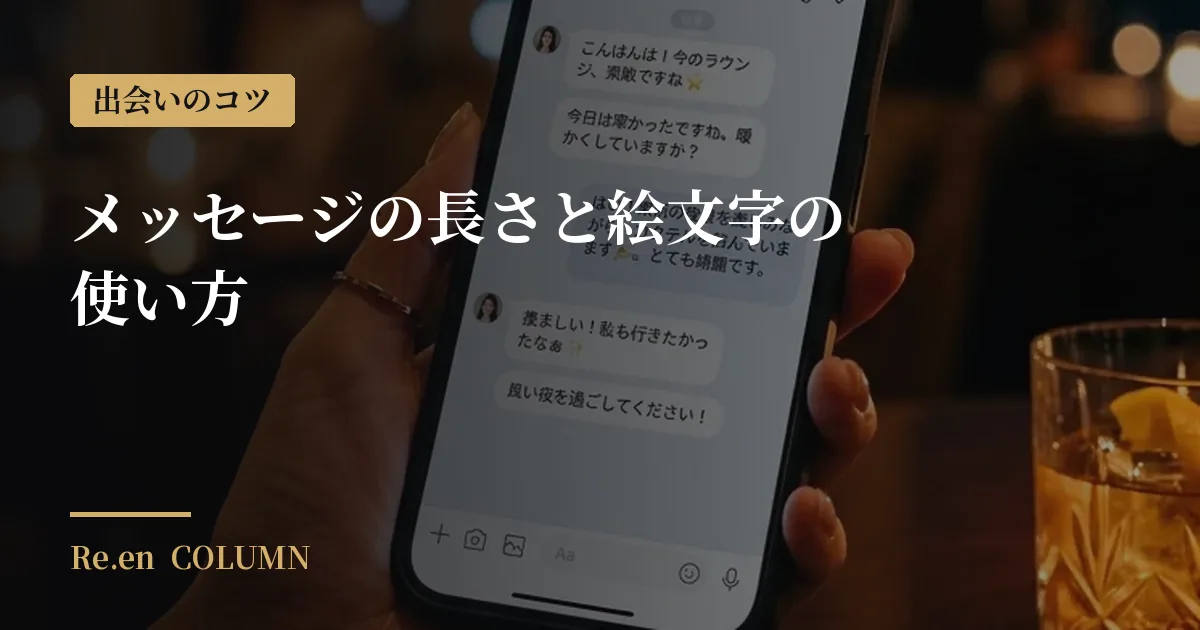 出会いのコツ
メッセージの長さと絵文字の
使い方
こんはんは！今のラウン
ジ、素敵ですね
今日は寒かったですね。暖
かくしていますか？
とても綺麗です。
羨ましい！私も行きたかっ
たなぁ
良い夜を過ごしてください！
Aa
Re.en COLUMN